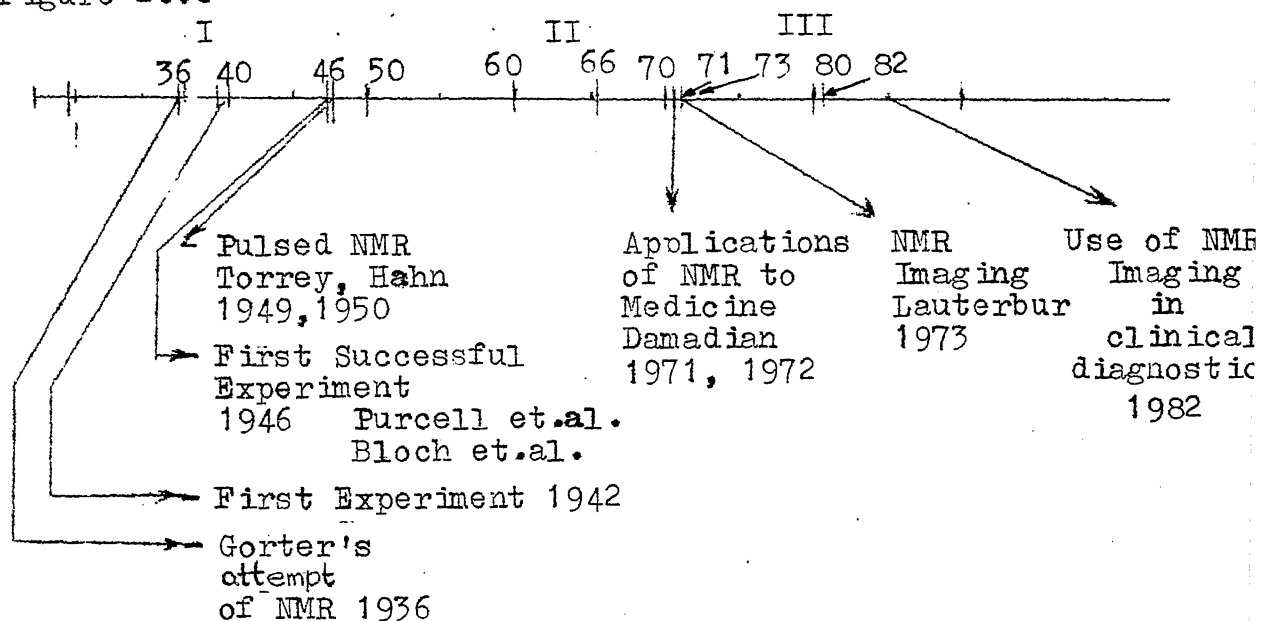 I II III
36 40 46 50 60 66 70 71 73 80 82
Pulsed NMR
Torrey, Hahn
1949,1950
First Successful
Experiment
1946 Purcell et.al.
Bloch et.al.
First Experiment 1942
Gorter's
attempt
of NMR 1936
Applications
of NMR to
Medicine
Damadian
1971, 1972
NMR
Imaging
Lauterbur
1973
Use of NMR
Imaging
in
clinical
diagnostic
1982